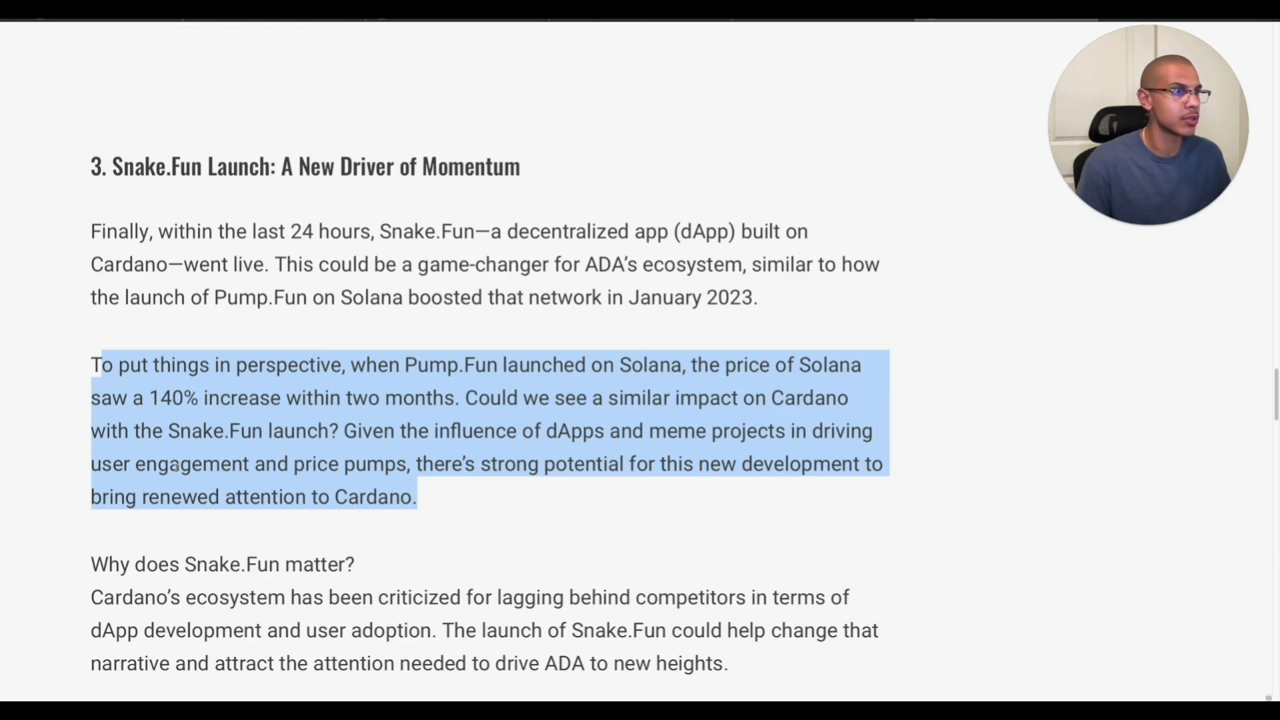 3. Snake.Fun Launch: A New Driver of Momentum
Finally, within the last 24 hours, Snake.Fun—a decentralized app (dApp) built on
Cardano—went live. This could be a game-changer for ADA’s ecosystem, similar to how
the launch of Pump.Fun on Solana boosted that network in January 2023.
To put things in perspective, when Pump.Fun launched on Solana, the price of Solana
saw a 140% increase within two months. Could we see a similar impact on Cardano
with the Snake.Fun launch? Given the influence of dApps and meme projects in driving
user engagement and price pumps, there’s strong potential for this new development to
bring renewed attention to Cardano.
Why does Snake.Fun matter?
Cardano’s ecosystem has been criticized for lagging behind competitors in terms of
dApp development and user adoption. The launch of Snake.Fun could help change that
narrative and attract the attention needed to drive ADA to new heights.